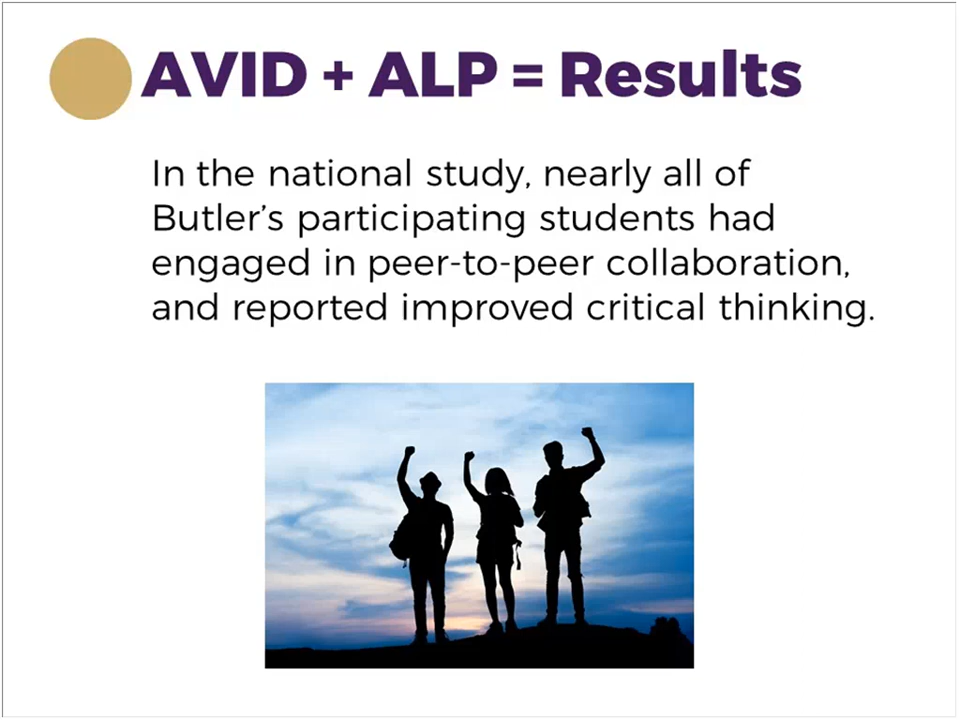 AVID + ALP = Results
In the national study, nearly all of
Butler’s participating students had
engaged in peer-to-peer collaboration,
and reported improved critical thinking.